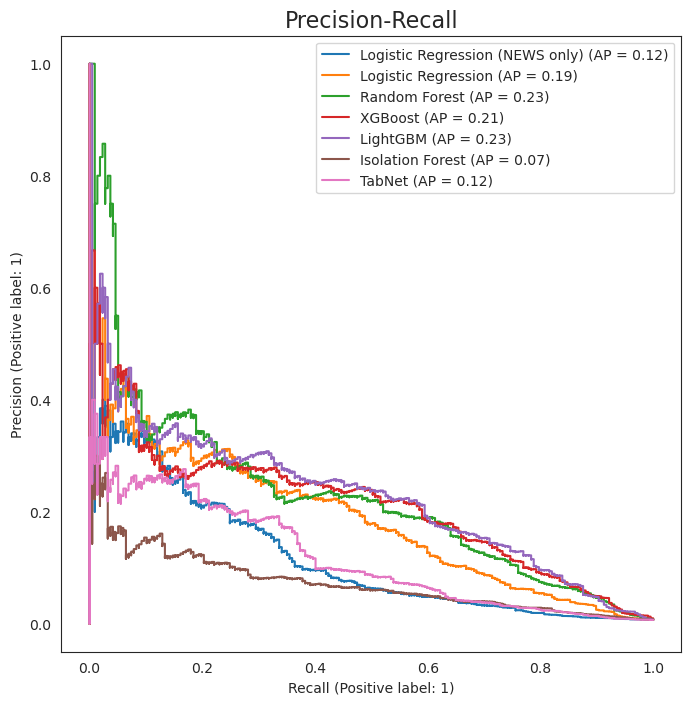 Precision-Recall
Logistic Regression (NEWS only) (AP = 0.12)
Logistic Regression (AP = 0.19)
Random Forest (AP = 0.23)
XGBoost (AP = 0.21)
LightGBM (AP = 0.23)
Isolation Forest (AP = 0.07)
TabNet (AP = 0.12)
Precision (Positive label: 1)
1.0
0.8
0.6
0.4
0.2
0.0
0.0 0.2 0.4 0.6 0.8 1.0
Recall (Positive label: 1)